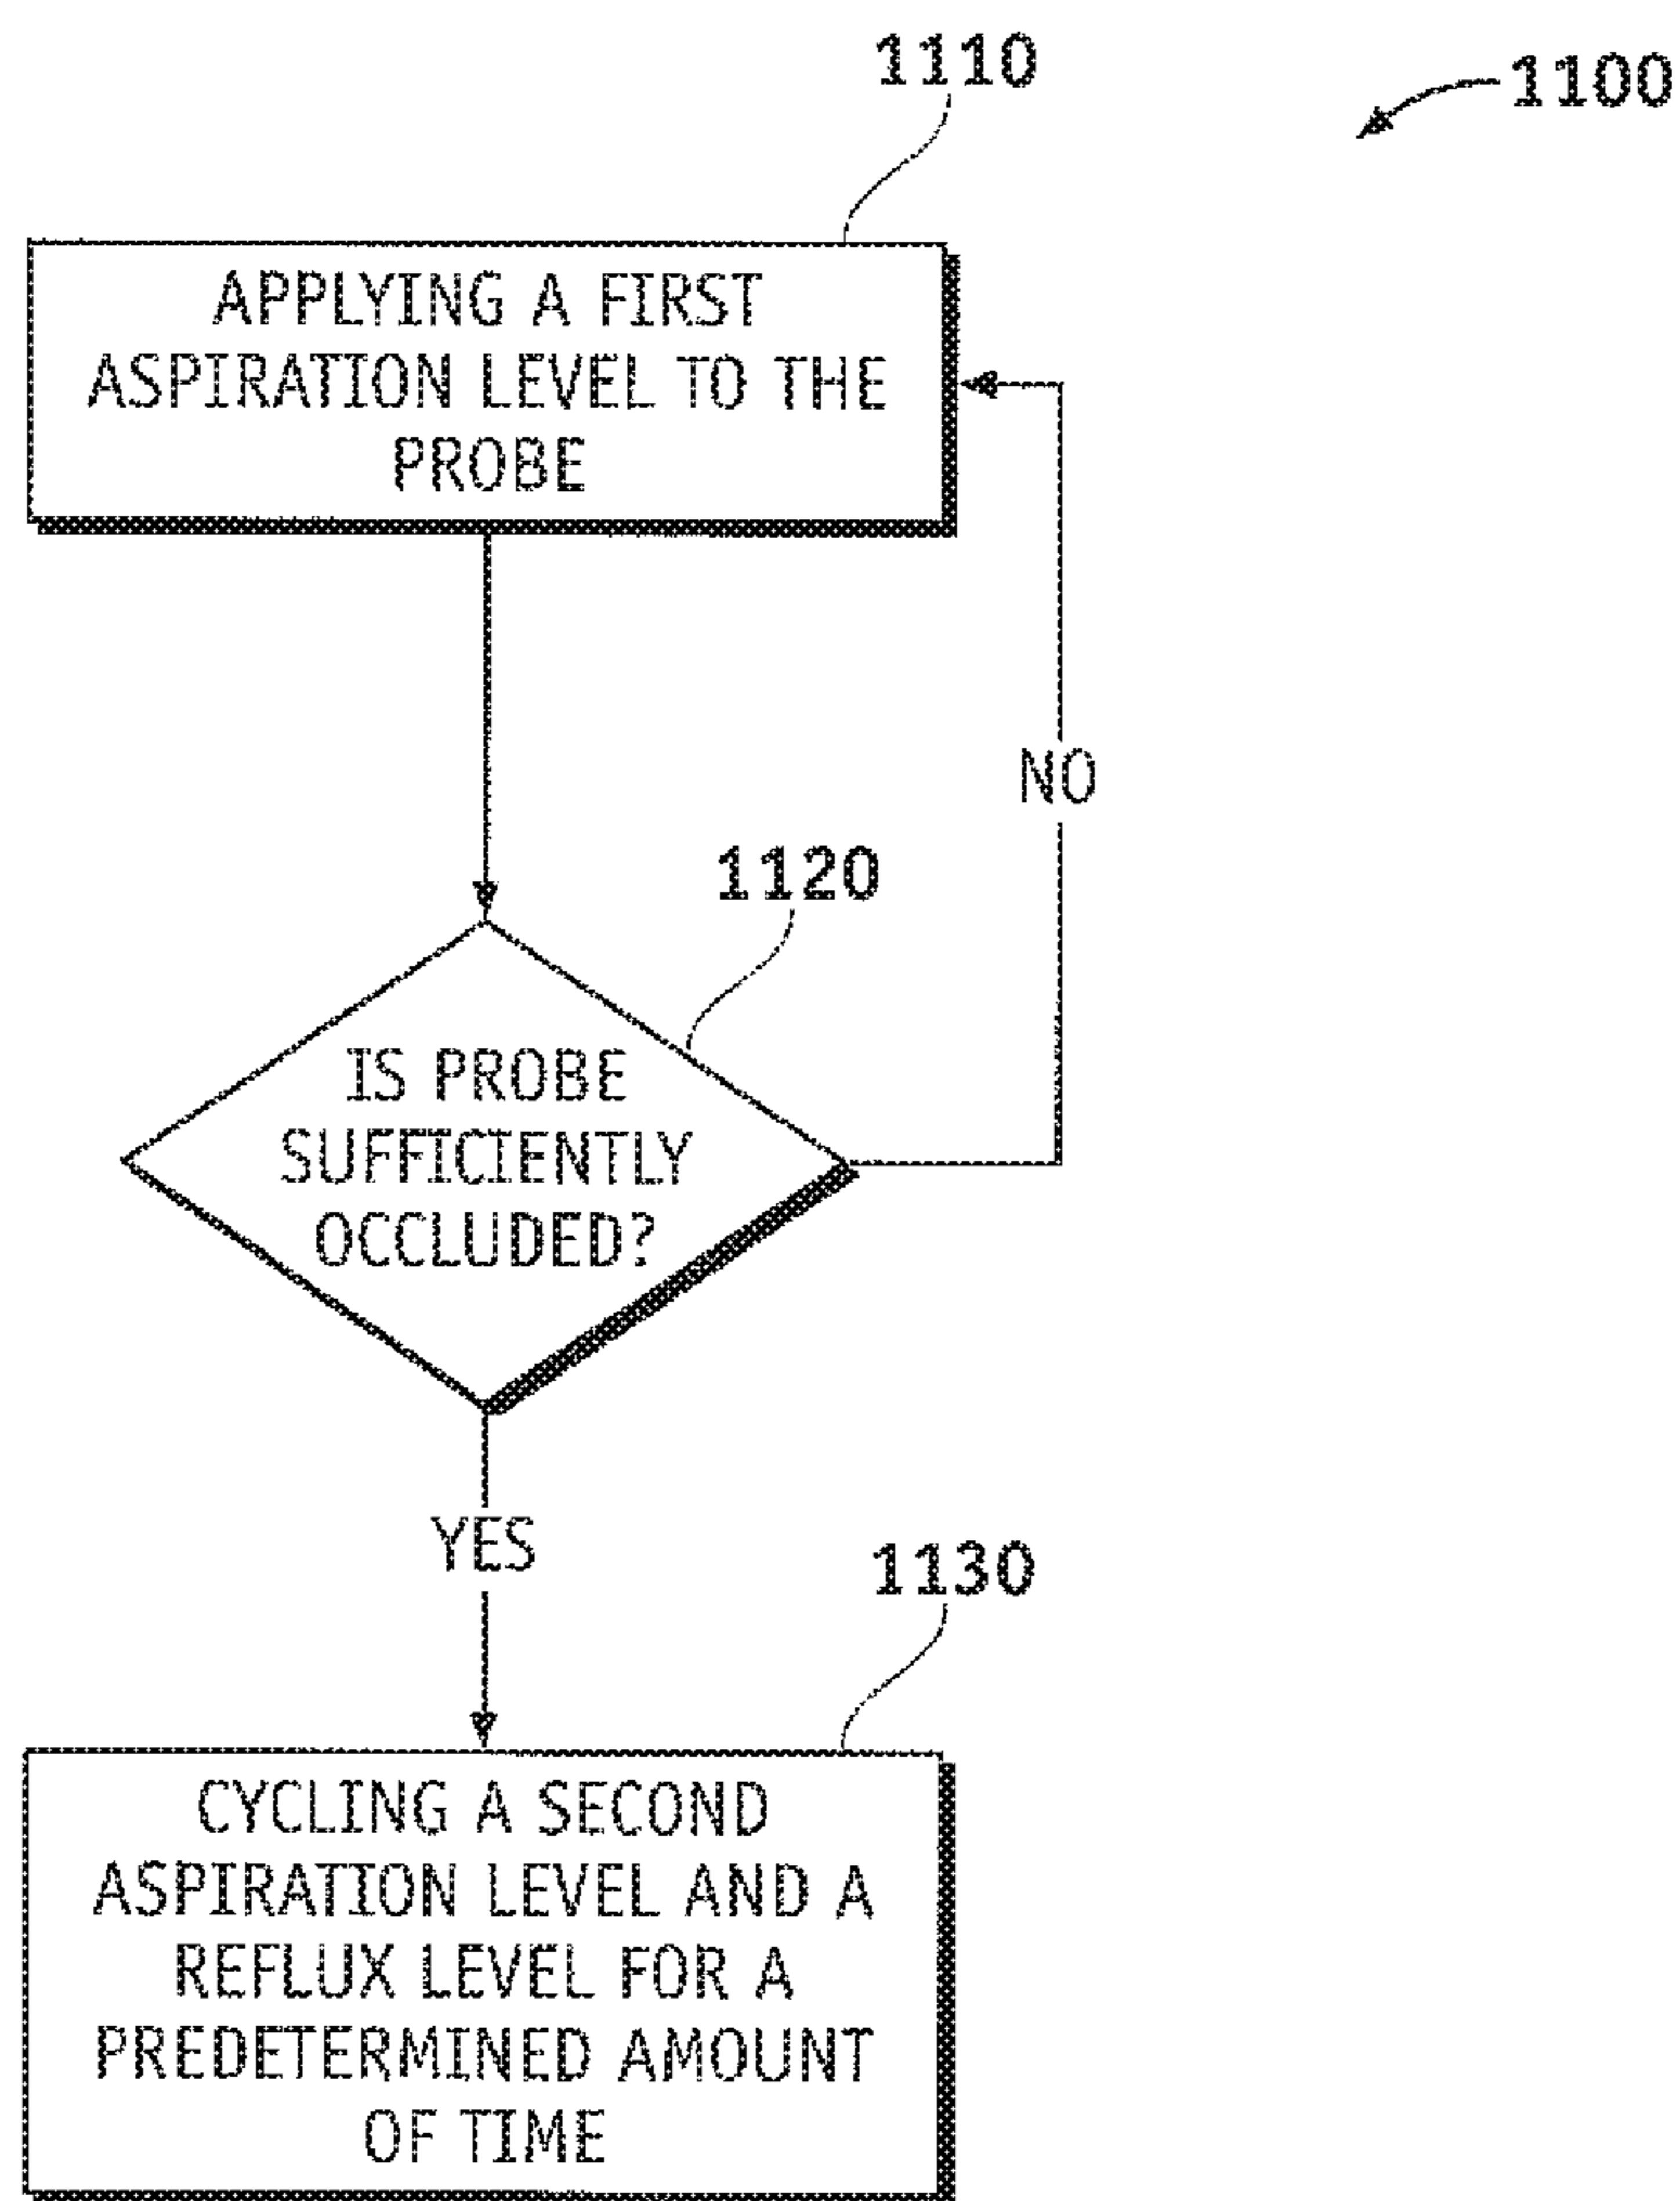 1110
1100
APPLYING A FIRST
ASPIRATION LEVEL TO THE
PROBE
NO
1120
IS PROBE
SUFFICIENTLY
OCCLUDED?
YES
1130
CYCLING A SECOND
ASPIRATION LEVEL AND A
REFLUX LEVEL FOR A
PREDETERMINED AMOUNT
OF TIME